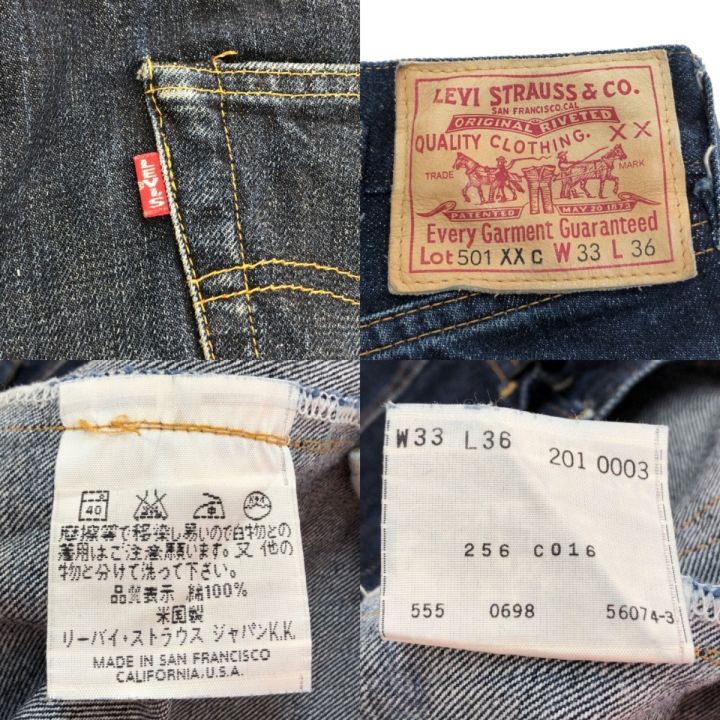 LEVI'S
LEVI STRAUSS & CO.
SAN FRANCISCO, CAL
ORIGINAL RIVETED
QUALITY CLOTHING.
XX
TRADE MARK
PATENTED MAY 20 1873
Every Garment Guaranteed
Lot 501 XX C W 33 L 36
40
摩擦等で移染し易いので白物との
着用はご注意願います。又 他の
物と分けて洗って下さい。
品質表示 綿100%
米国製
リーバイ・ストラウス ジャパンK.K.
MADE IN SAN FRANCISCO
CALIFORNIA, U.S.A.
W33 L36
201 0003
256 C016
555 0698 56074-3